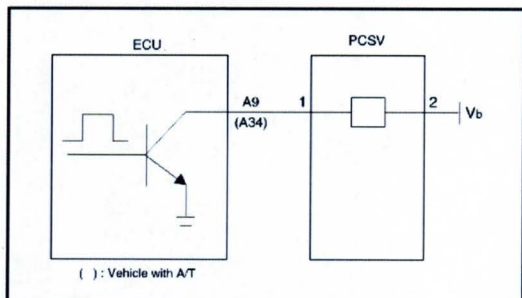 ECU
PCSV
A9
(A34)
1
2
Vb
( ) : Vehicle with A/T